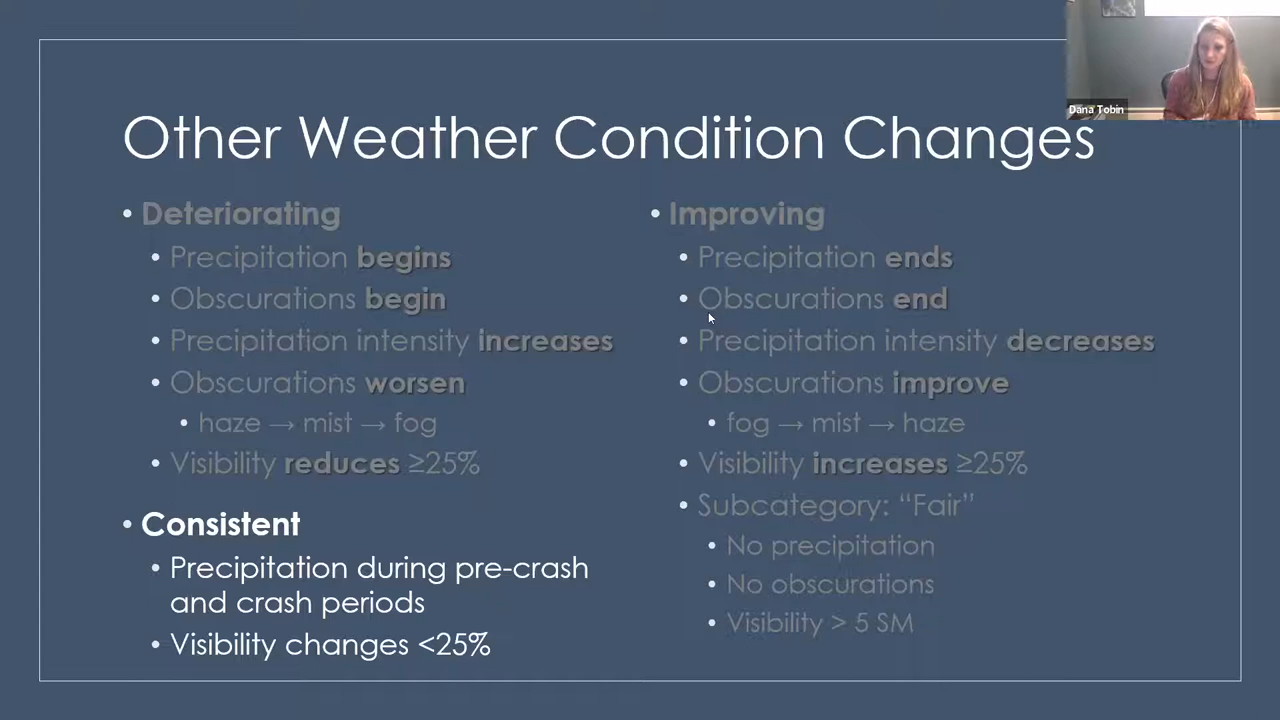 Dana Tobin
Other Weather Condition Changes
• Deteriorating
• Precipitation begins
• Obscurations begin
• Precipitation intensity increases
• Obscurations worsen
• haze → mist → fog
• Visibility reduces ≥25%
• Consistent
• Precipitation during pre-crash
and crash periods
• Visibility changes <25%
• Improving
• Precipitation ends
• Obscurations end
• Precipitation intensity decreases
• Obscurations improve
• fog → mist → haze
• Visibility increases ≥25%
• Subcategory: “Fair”
• No precipitation
• No obscurations
• Visibility > 5 SM